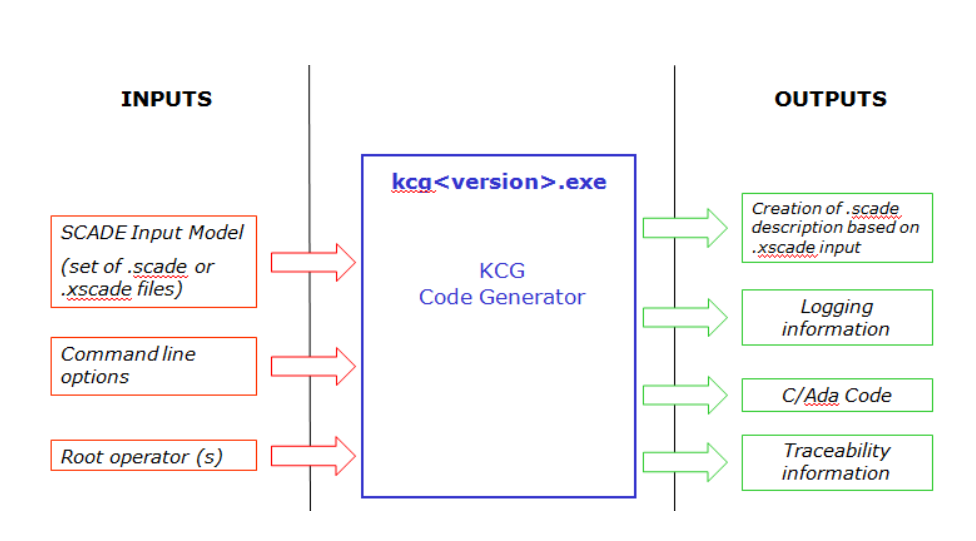 INPUTS
SCADE Input Model
(set of .scade or
.xscade files)
Command line
options
Root operator (s)
kcg<version>.exe
KCG
Code Generator
OUTPUTS
Creation of .scade
description based on
.xscade input
Logging
information
C/Ada Code
Traceability
information